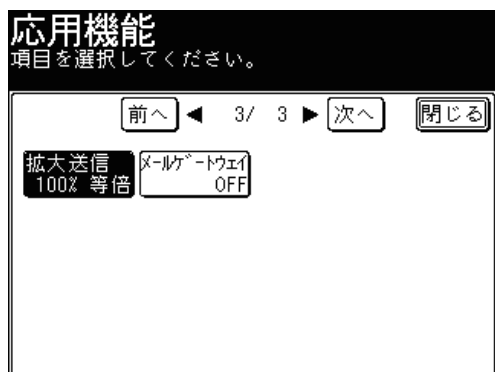 応用機能
項目を選択してください。
前へ ◀ 3/ 3 ▶ 次へ 閉じる
拡大送信 ﾒｰﾙｹﾞｰﾄｳｪｲ
100% 等倍 OFF